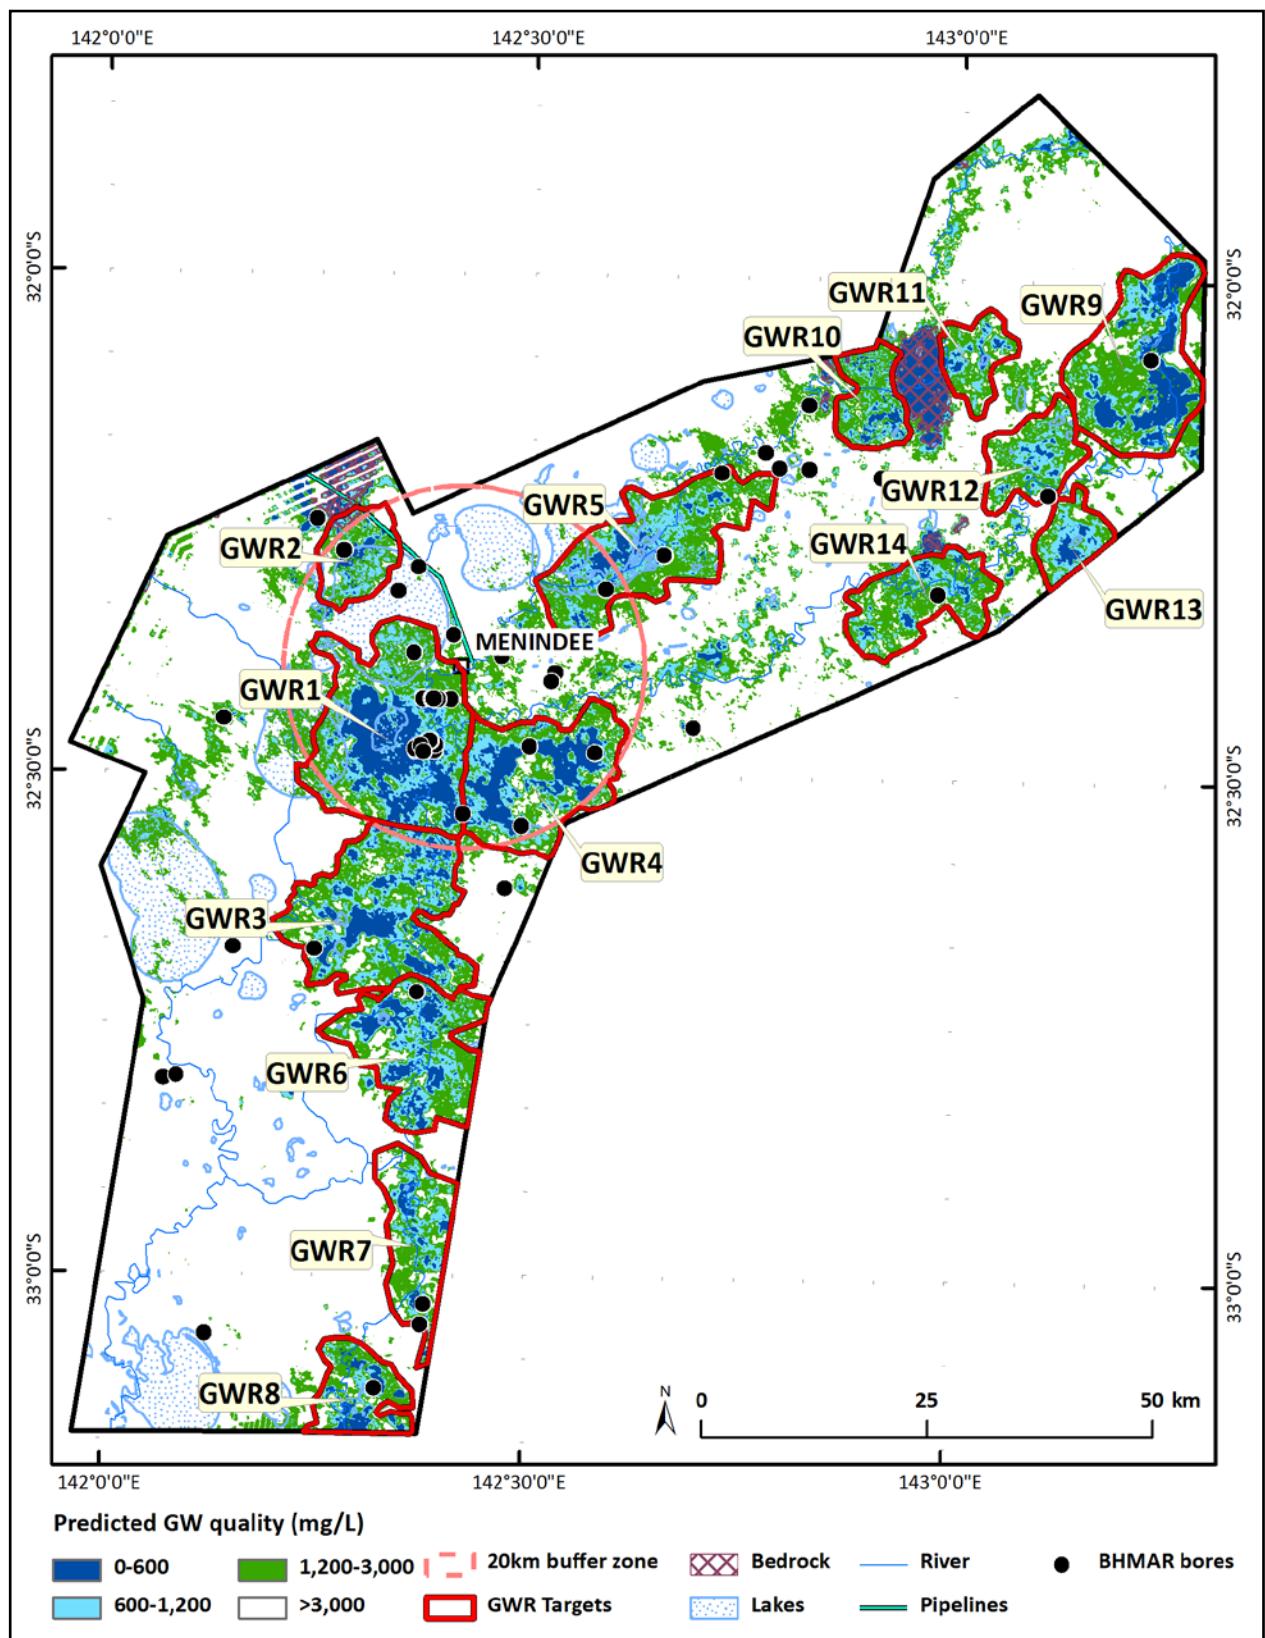 142°0'0"E 142°30'0"E 143°0'0"E
32°0'0"S
32°0'0"S
GWR11
GWR9
GWR10
GWR5
GWR12
GWR2
GWR14
GWR13
MENINDEE
GWR1
32°30'0"S
32°30'0"S
GWR4
GWR3
GWR6
GWR7
33°0'0"S
33°0'0"S
GWR8
N
0 25 50 km
142°0'0"E 142°30'0"E 143°0'0"E
Predicted GW quality (mg/L)
0-600 1,200-3,000 20km buffer zone Bedrock River BHMAR bores
600-1,200 >3,000 GWR Targets Lakes Pipelines